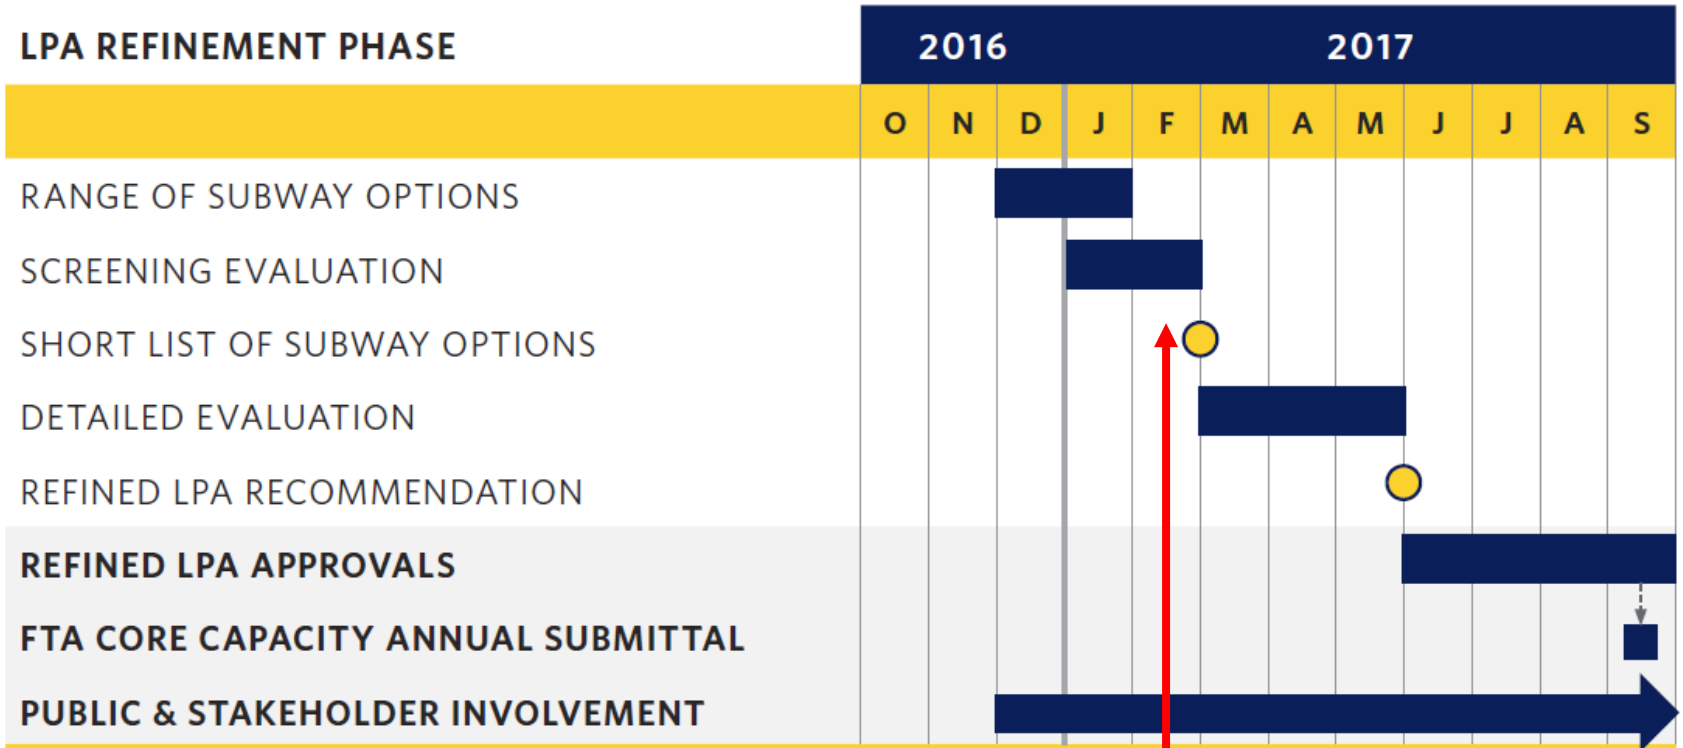 LPA REFINEMENT PHASE 2016 2017
O N D J F M A M J J A S
RANGE OF SUBWAY OPTIONS
SCREENING EVALUATION
SHORT LIST OF SUBWAY OPTIONS
DETAILED EVALUATION
REFINED LPA RECOMMENDATION
REFINED LPA APPROVALS
FTA CORE CAPACITY ANNUAL SUBMITTAL
PUBLIC & STAKEHOLDER INVOLVEMENT